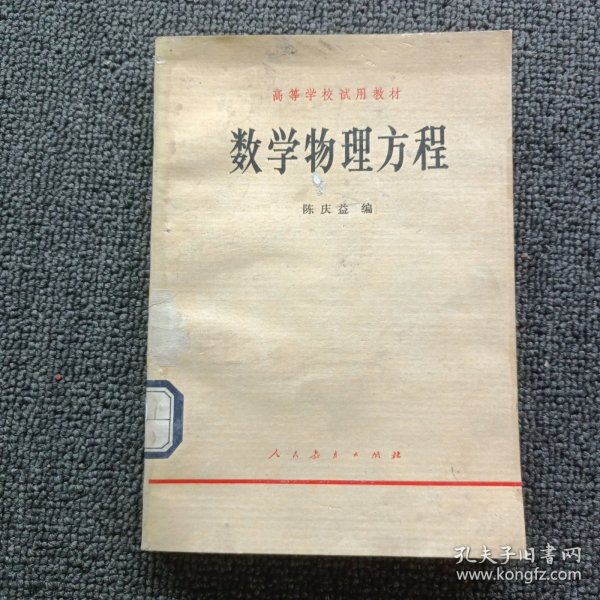 高等学校试用教材
数学物理方程
陈庆益 编
人民教育出版社
孔夫子旧书网
www.kongfz.com